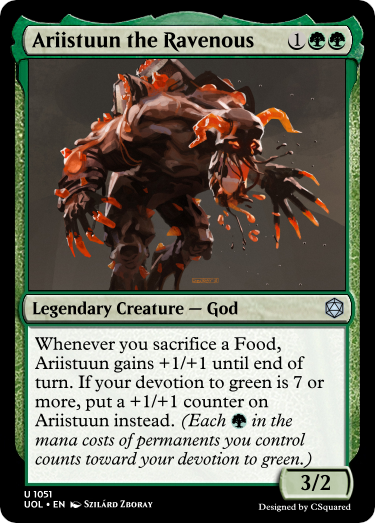 Ariistuun the Ravenous 1
Legendary Creature — God
Whenever you sacrifice a Food,
Ariistuun gains +1/+1 until end of
turn. If your devotion to green is 7 or
more, put a +1/+1 counter on
Ariistuun instead. (Each in the
mana costs of permanents you control
counts toward your devotion to green.)
3/2
U 1051
UOL • EN Szilárd Zboray
Designed by CSquared